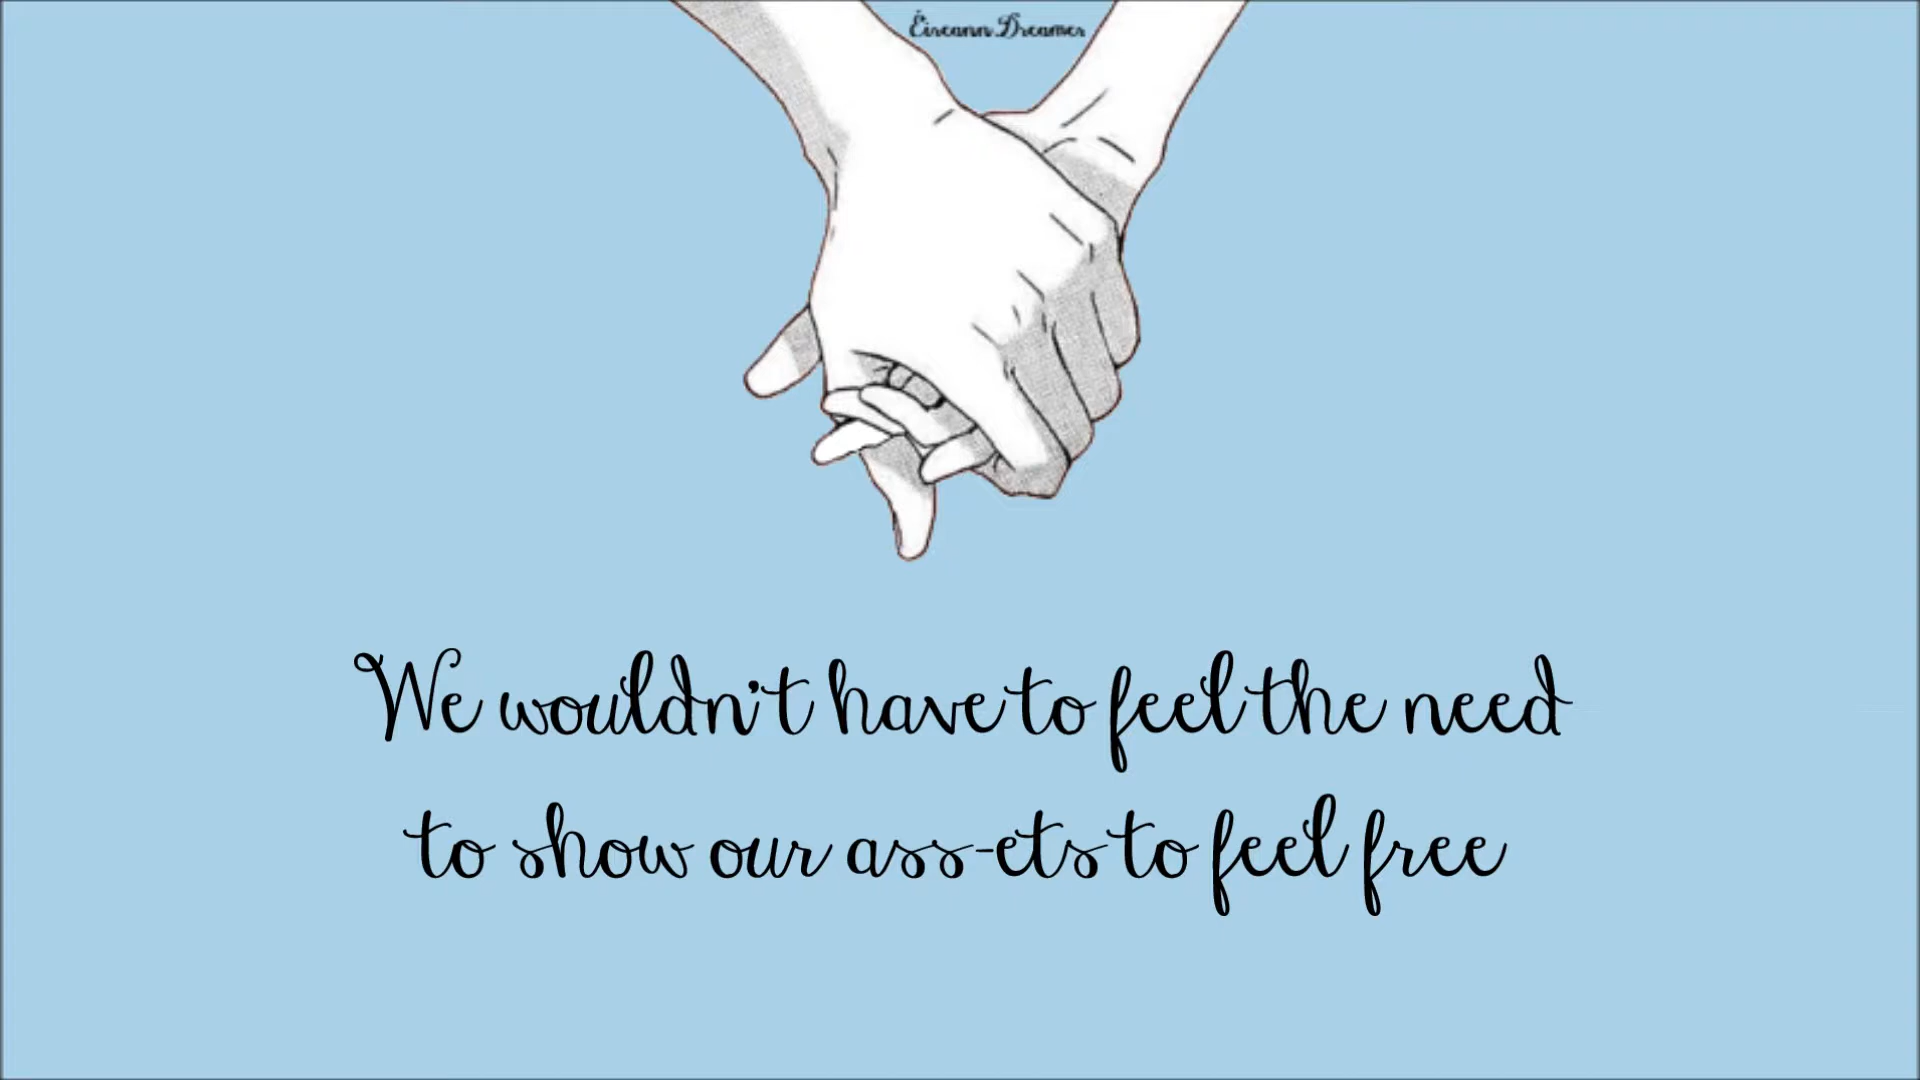 Éireann Dreamer
We wouldn't have to feel the need
to show our ass-ets to feel free